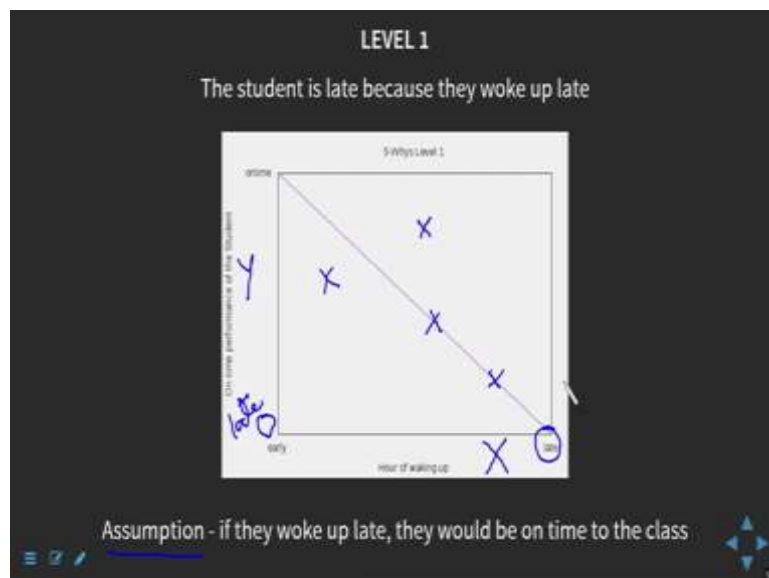 LEVEL 1
The student is late because they woke up late
5-Whys Level 1
ontime
On time performance of the Student
Y
late
early
late
Hour of waking up
X
Assumption - if they woke up late, they would be on time to the class